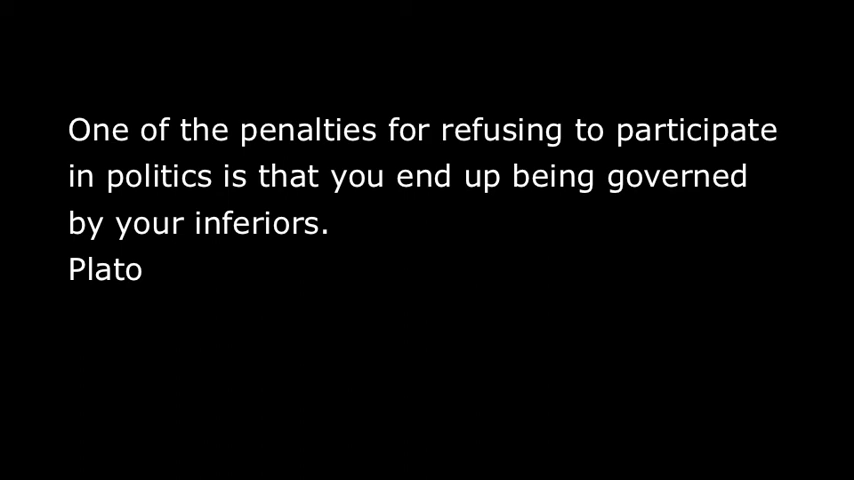 One of the penalties for refusing to participate
in politics is that you end up being governed
by your inferiors.
Plato